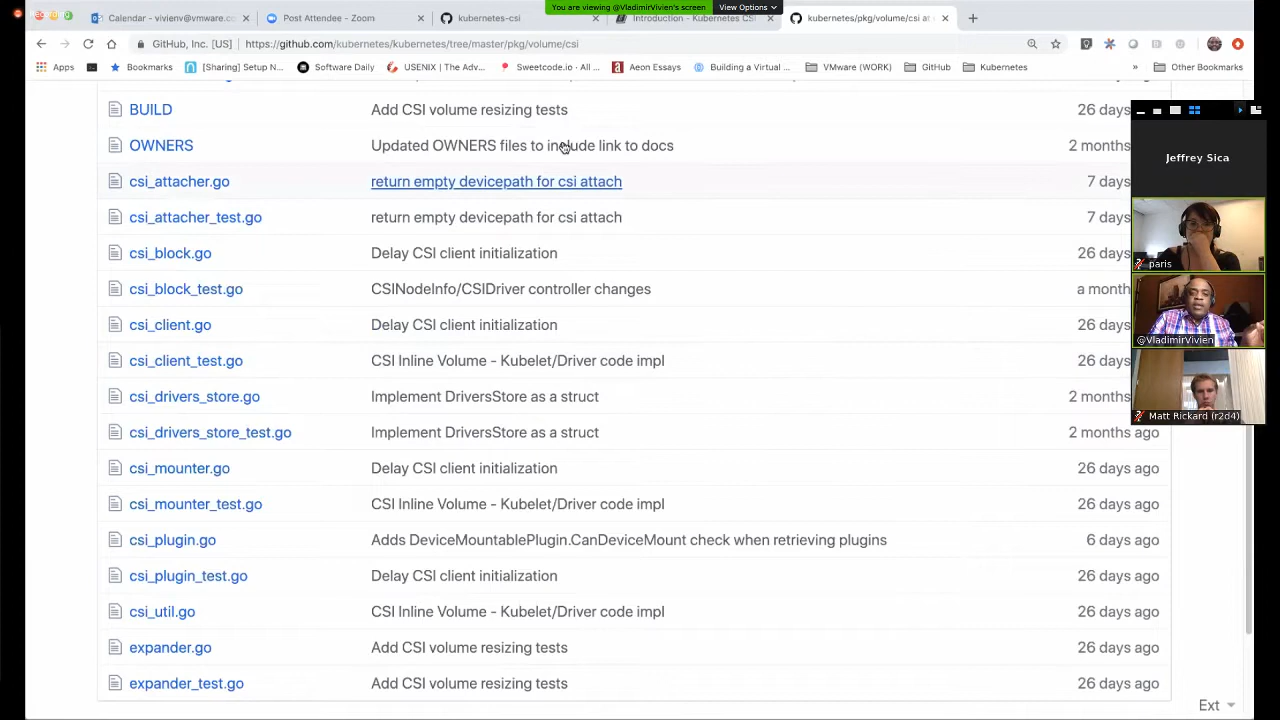 Recording
You are viewing @VladimirVivien's screen
View Options
Calendar - vivienv@vmware.co
Post Attendee - Zoom
kubernetes-csi
Introduction - Kubernetes CSI
kubernetes/pkg/volume/csi at
GitHub, Inc. [US] | https://github.com/kubernetes/kubernetes/tree/master/pkg/volume/csi
Apps
Bookmarks
[Sharing] Setup N...
Software Daily
USENIX | The Adv...
Sweetcode.io · All ...
Aeon Essays
Building a Virtual ...
VMware (WORK)
GitHub
Kubernetes
»
Other Bookmarks
BUILD Add CSI volume resizing tests 26 days
OWNERS Updated OWNERS files to include link to docs 2 months
csi_attacher.go return empty devicepath for csi attach 7 days
csi_attacher_test.go return empty devicepath for csi attach 7 days
csi_block.go Delay CSI client initialization 26 days
csi_block_test.go CSINodeInfo/CSIDriver controller changes a month
csi_client.go Delay CSI client initialization 26 days
csi_client_test.go CSI Inline Volume - Kubelet/Driver code impl 26 days
csi_drivers_store.go Implement DriversStore as a struct 2 months
csi_drivers_store_test.go Implement DriversStore as a struct 2 months ago
csi_mounter.go Delay CSI client initialization 26 days ago
csi_mounter_test.go CSI Inline Volume - Kubelet/Driver code impl 26 days ago
csi_plugin.go Adds DeviceMountablePlugin.CanDeviceMount check when retrieving plugins 6 days ago
csi_plugin_test.go Delay CSI client initialization 26 days ago
csi_util.go CSI Inline Volume - Kubelet/Driver code impl 26 days ago
expander.go Add CSI volume resizing tests 26 days ago
expander_test.go Add CSI volume resizing tests 26 days ago
Jeffrey Sica
paris
@VladimirVivien
Matt Rickard (r2d4)
Ext